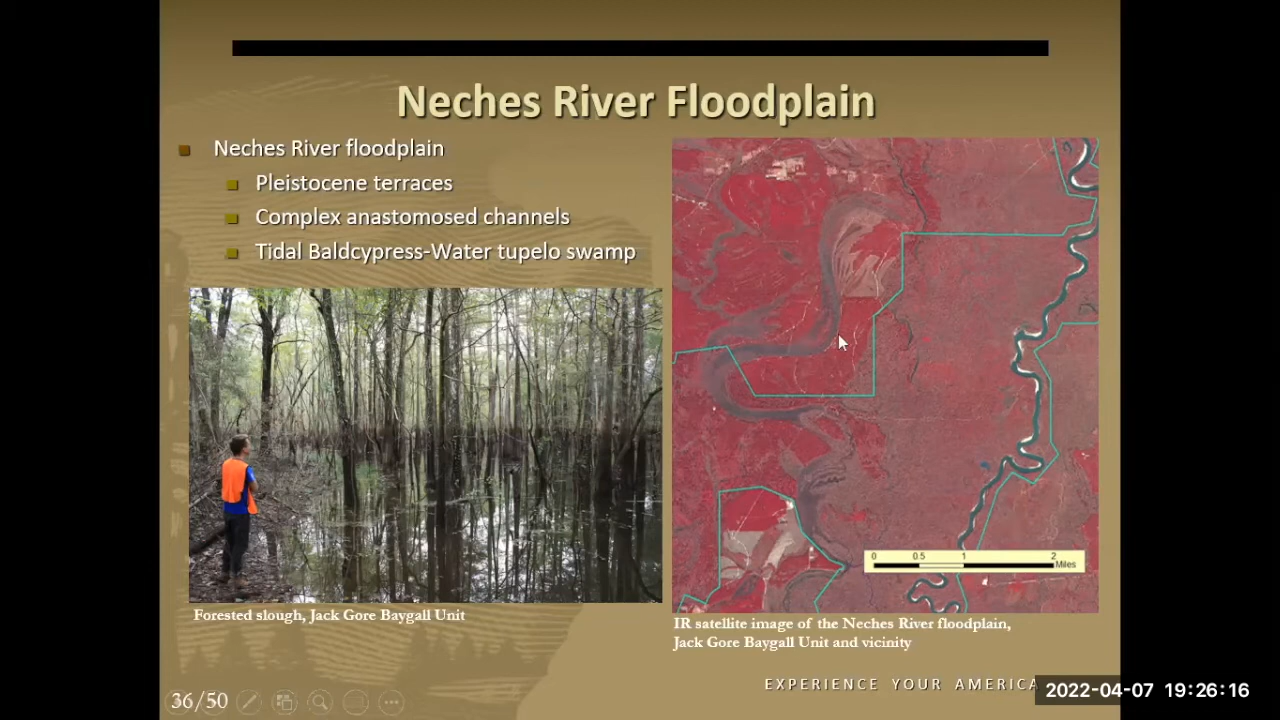 Neches River Floodplain
Neches River floodplain
Pleistocene terraces
Complex anastomosed channels
Tidal Baldcypress-Water tupelo swamp
Forested slough, Jack Gore Baygall Unit
0 0.5 1 2
Miles
IR satellite image of the Neches River floodplain,
Jack Gore Baygall Unit and vicinity
EXPERIENCE YOUR AMERICA
36/50
2022-04-07 19:26:16